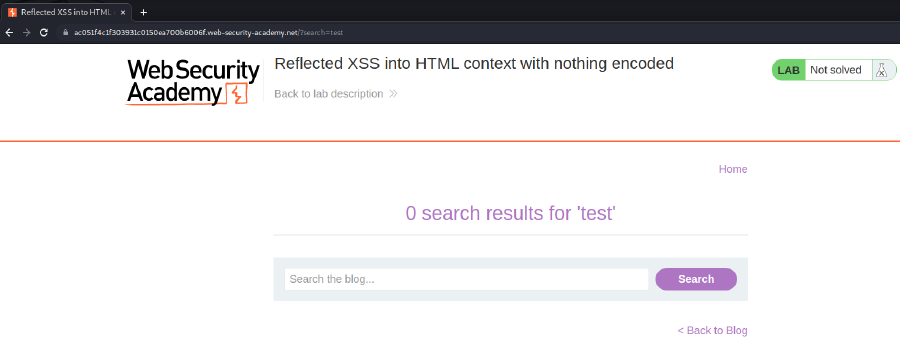 Reflected XSS into HTML
ac051f4c1f303931c0150ea700b6006f.web-security-academy.net/?search=test
Web Security
Academy
Reflected XSS into HTML context with nothing encoded
Back to lab description
LAB Not solved
Home
0 search results for 'test'
Search the blog...
Search
< Back to Blog